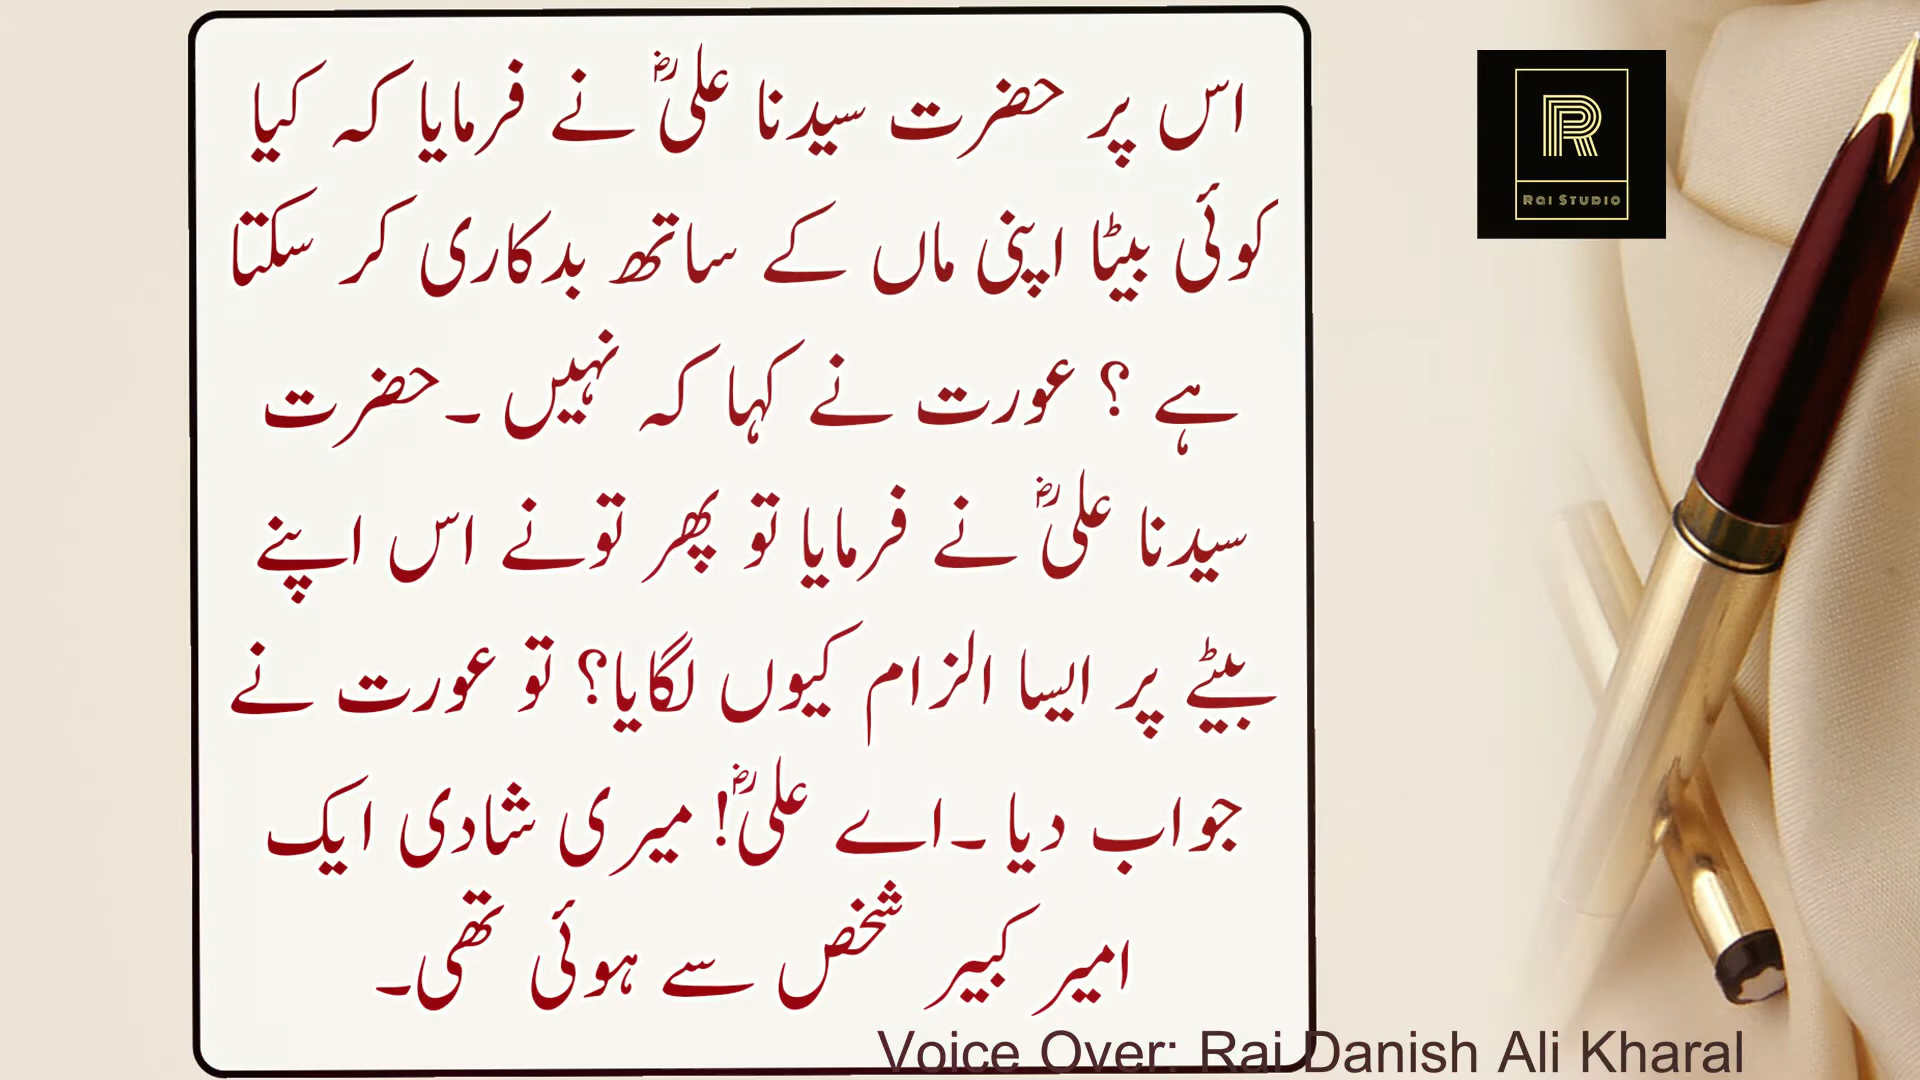 اس پر حضرت سیدنا علیؓ نے فرمایا کہ کیا
کوئی بیٹا اپنی ماں کے ساتھ بدکاری کر سکتا
ہے ؟ عورت نے کہا کہ نہیں ۔حضرت
سیدنا علیؓ نے فرمایا تو پھر تونے اس اپنے
بیٹے پر ایسا الزام کیوں لگایا؟ تو عورت نے
جواب دیا ۔اے علیؓ! میری شادی ایک
امیر کبیر شخص سے ہوئی تھی۔
R
Rai Studio
Voice Over: Rai Danish Ali Kharal